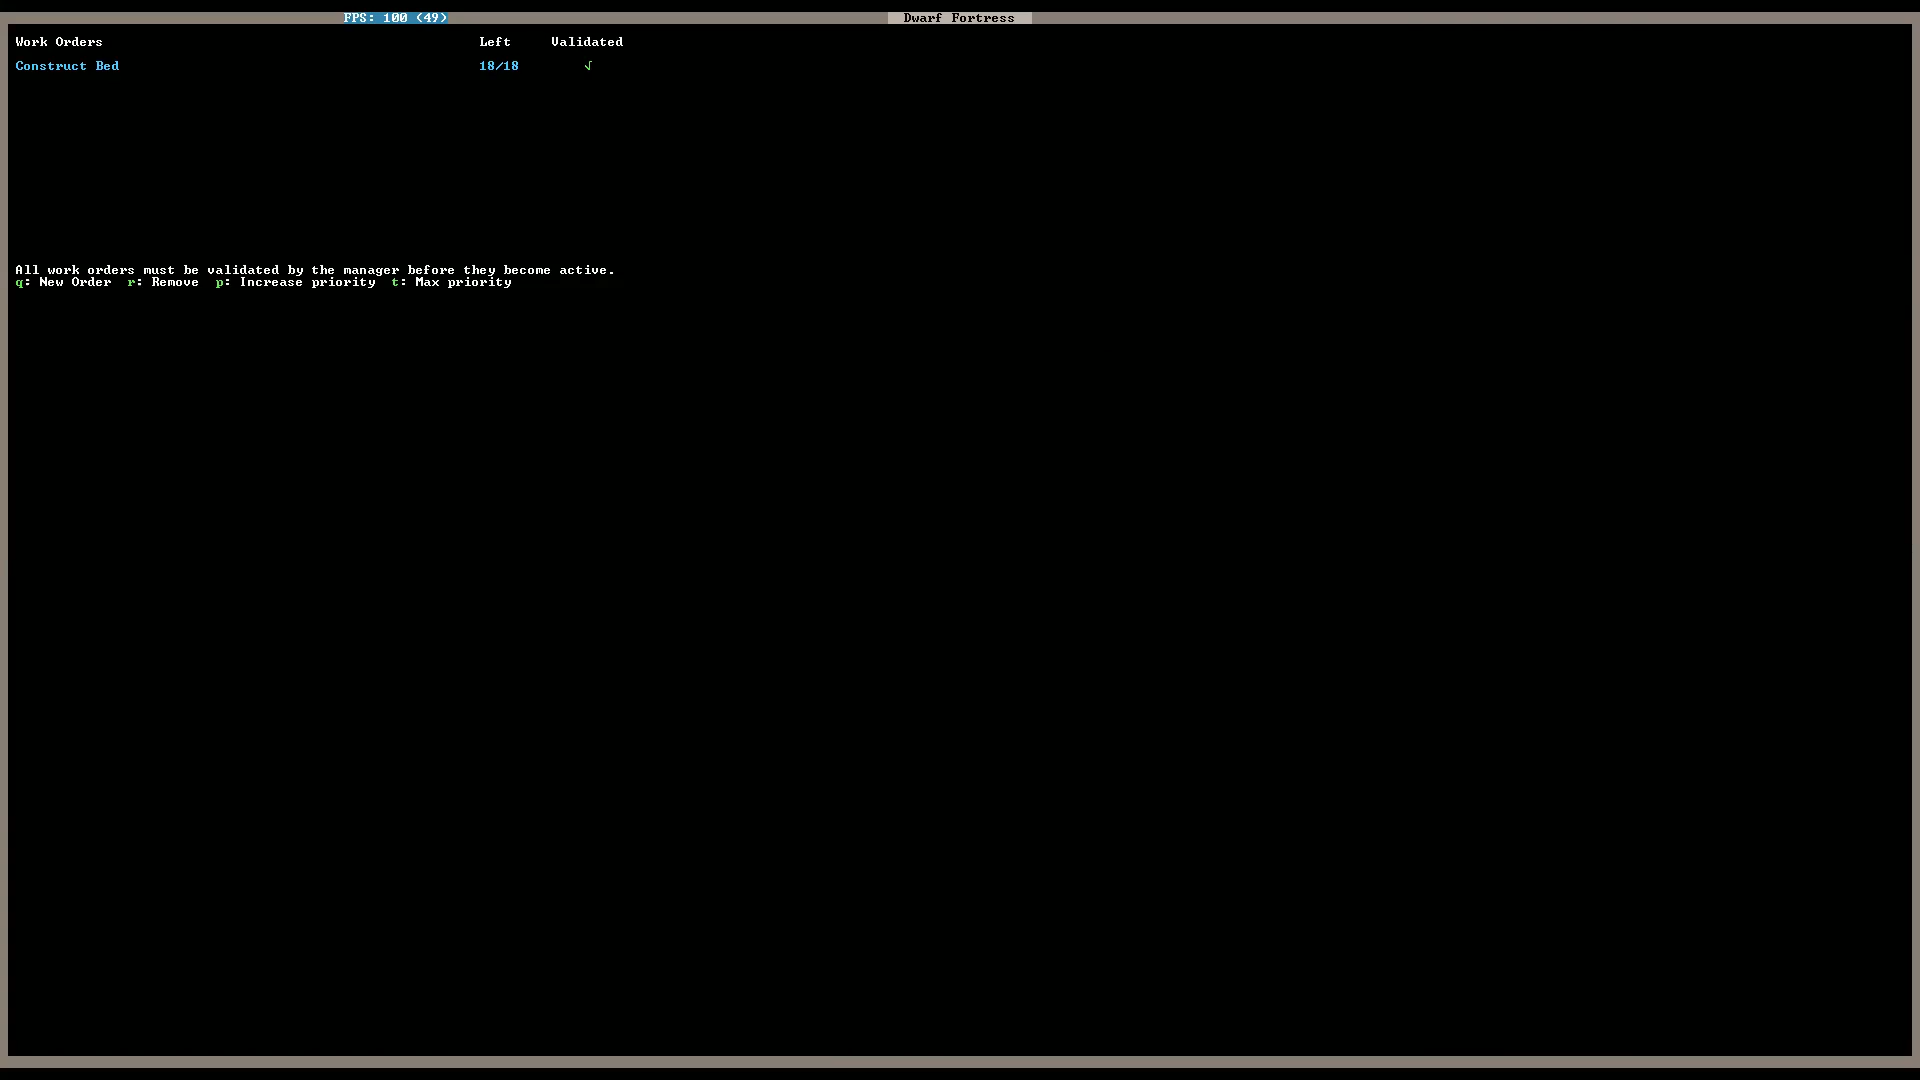 FPS: 100 (49) Dwarf Fortress
Work Orders Left Validated
Construct Bed 18/18 √
All work orders must be validated by the manager before they become active.
q: New Order r: Remove p: Increase priority t: Max priority